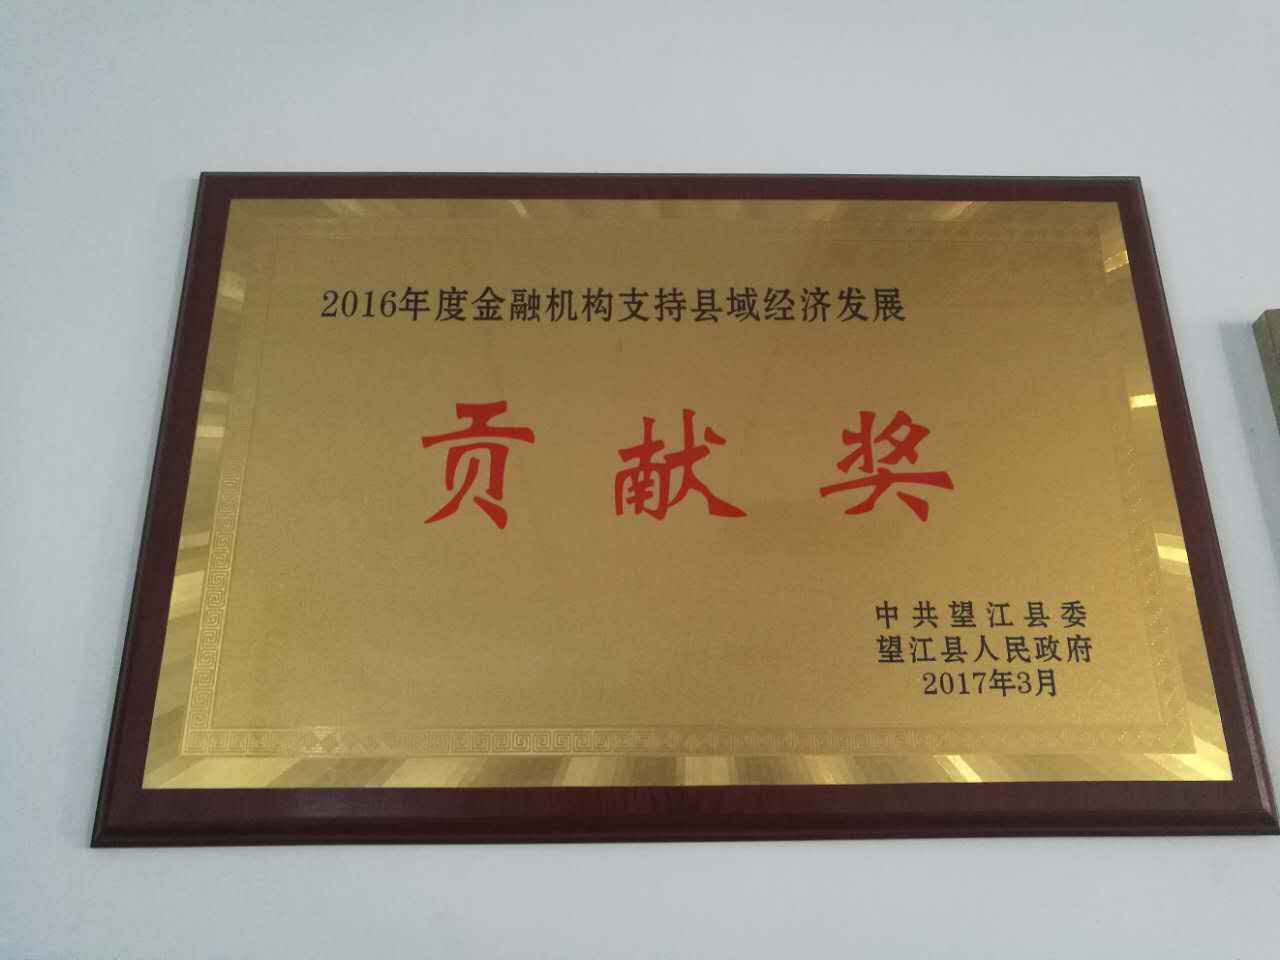 2016年度金融机构支持县域经济发展
贡献奖
中共望江县委
望江县人民政府
2017年3月